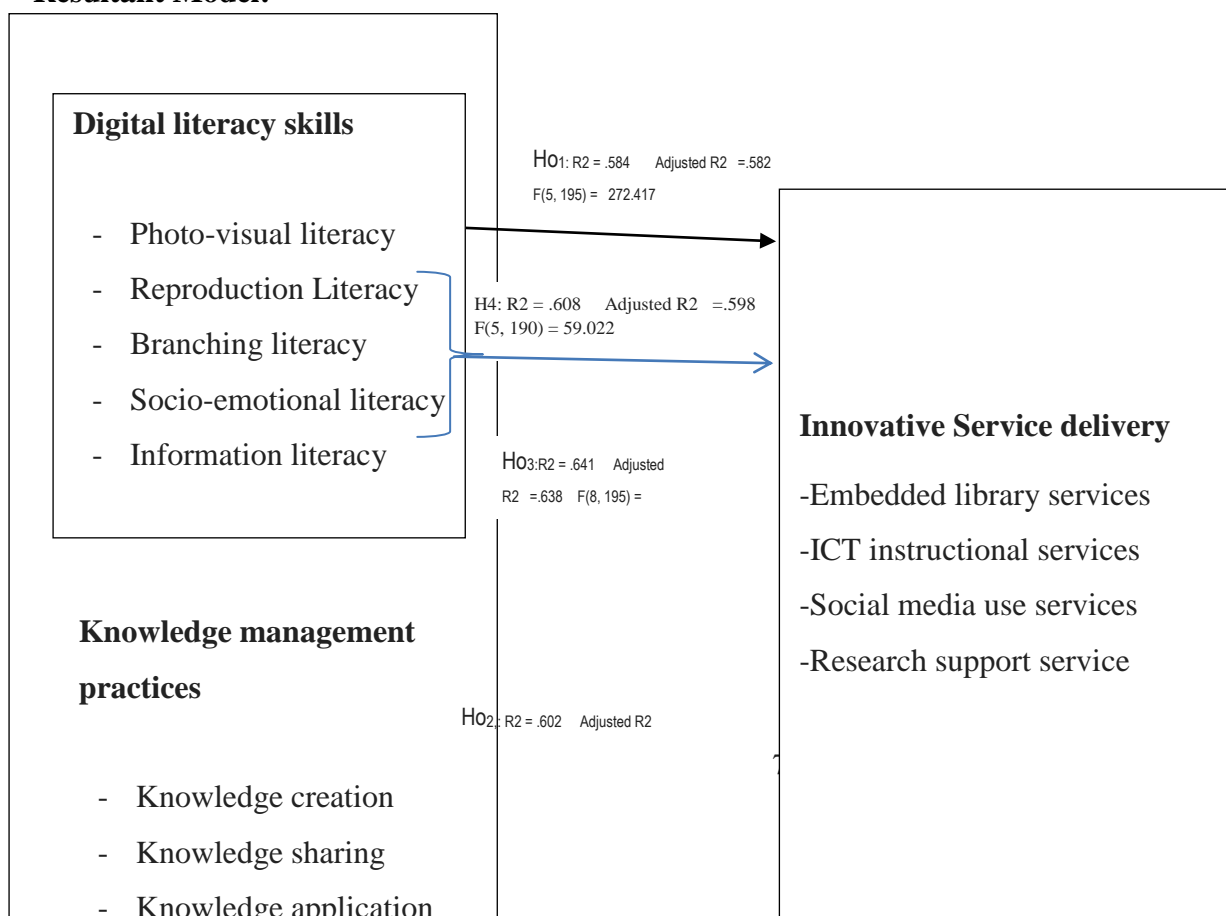 Resultant Model:
Digital literacy skills
- Photo-visual literacy
- Reproduction Literacy
- Branching literacy
- Socio-emotional literacy
- Information literacy
Knowledge management
practices
- Knowledge creation
- Knowledge sharing
- Knowledge application
Ho1: R2 = .584 Adjusted R2 =.582
F(5, 195) = 272.417
H4: R2 = .608 Adjusted R2 =.598
F(5, 190) = 59.022
Ho3:R2 = .641 Adjusted
R2 =.638 F(8, 195) =
Ho2,: R2 = .602 Adjusted R2
Innovative Service delivery
-Embedded library services
-ICT instructional services
-Social media use services
-Research support service